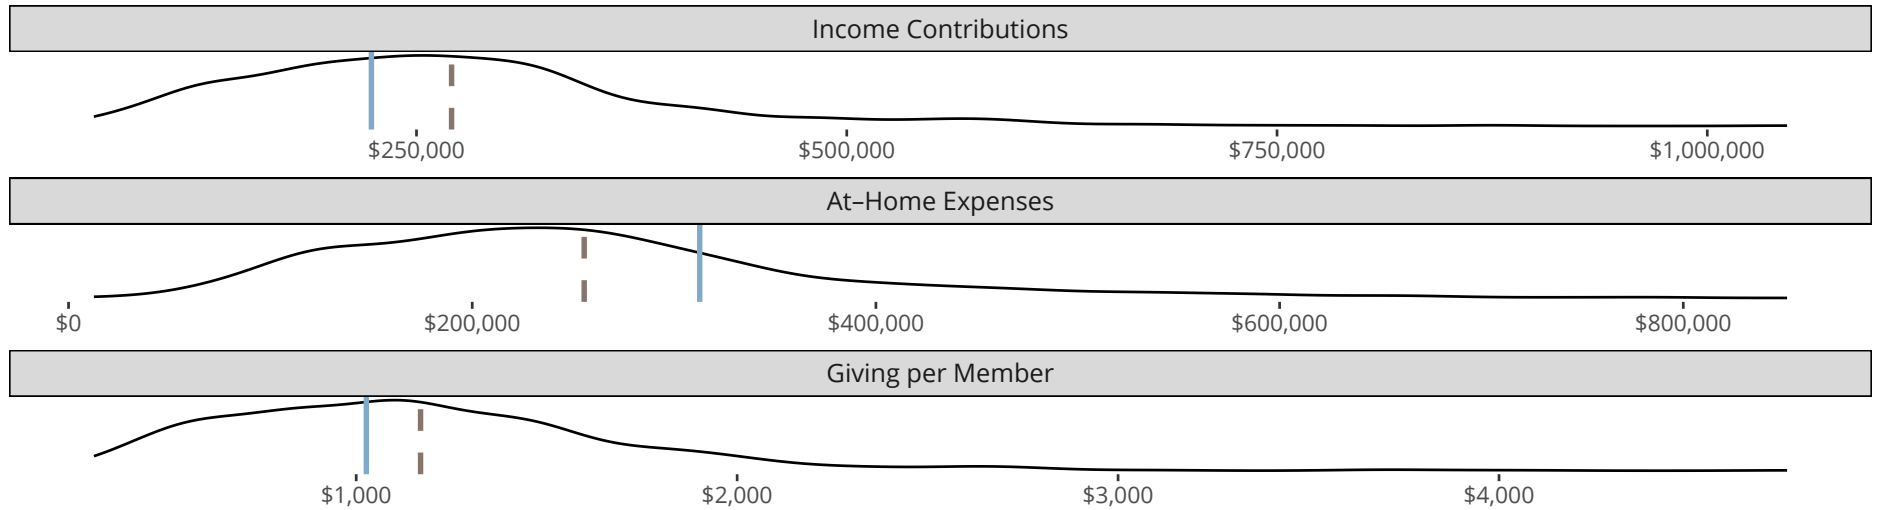 Income Contributions
$250,000 $500,000 $750,000 $1,000,000
At–Home Expenses
$0 $200,000 $400,000 $600,000 $800,000
Giving per Member
$1,000 $2,000 $3,000 $4,000